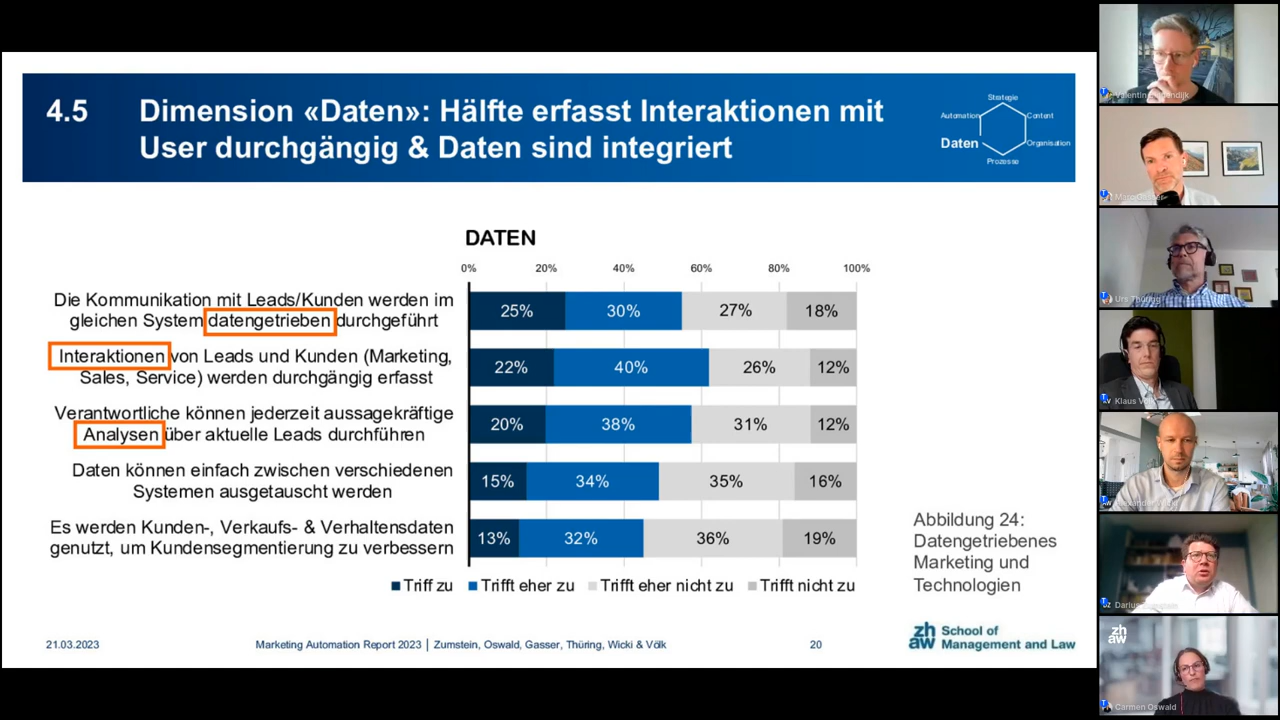 4.5
Dimension «Daten»: Hälfte erfasst Interaktionen mit
User durchgängig & Daten sind integriert
Strategie
Automation
Content
Daten
Organisation
Prozesse
DATEN
0% 20% 40% 60% 80% 100%
Die Kommunikation mit Leads/Kunden werden im
gleichen System datengetrieben durchgeführt
25% 30% 27% 18%
Interaktionen von Leads und Kunden (Marketing,
Sales, Service) werden durchgängig erfasst
22% 40% 26% 12%
Verantwortliche können jederzeit aussagekräftige
Analysen über aktuelle Leads durchführen
20% 38% 31% 12%
Daten können einfach zwischen verschiedenen
Systemen ausgetauscht werden
15% 34% 35% 16%
Es werden Kunden-, Verkaufs- & Verhaltensdaten
genutzt, um Kundensegmentierung zu verbessern
13% 32% 36% 19%
Triff zu Trifft eher zu Trifft eher nicht zu Trifft nicht zu
Abbildung 24:
Datengetriebenes
Marketing und
Technologien
21.03.2023
Marketing Automation Report 2023 | Zumstein, Oswald, Gasser, Thüring, Wicki & Völk
20
zh
aw
School of
Management and Law
Urs Thüring
Klaus Völk
Darius
zh
aw
Carmen Oswald